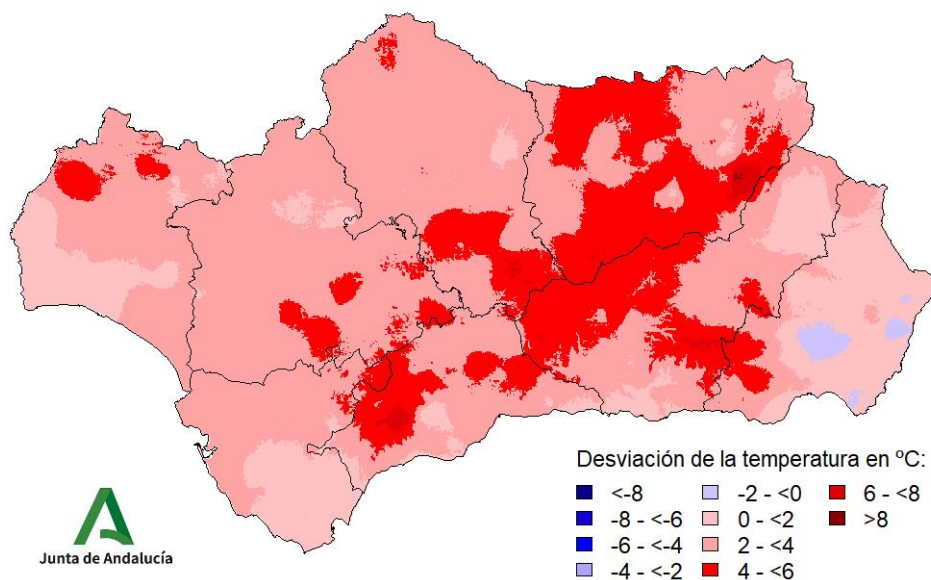 Desviación de la temperatura en ºC:
<-8 -2 - <0 6 - <8
-8 - <-6 0 - <2 >8
-6 - <-4 2 - <4
-4 - <-2 4 - <6
Junta de Andalucía